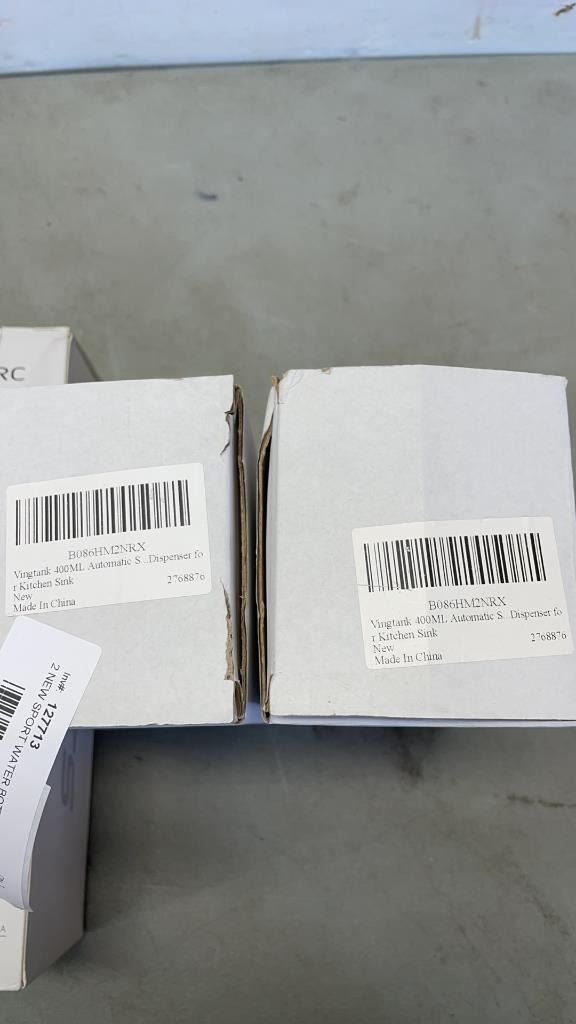 RC
B086HM2NRX
Vingtank 400ML Automatic S...Dispenser fo
r Kitchen Sink
2768876
New
Made In China
B086HM2NRX
Vingtank 400ML Automatic S...Dispenser fo
r Kitchen Sink
2768876
New
Made In China
Inv#: 127713
2 NEW SPORT WATER BOT
S
A